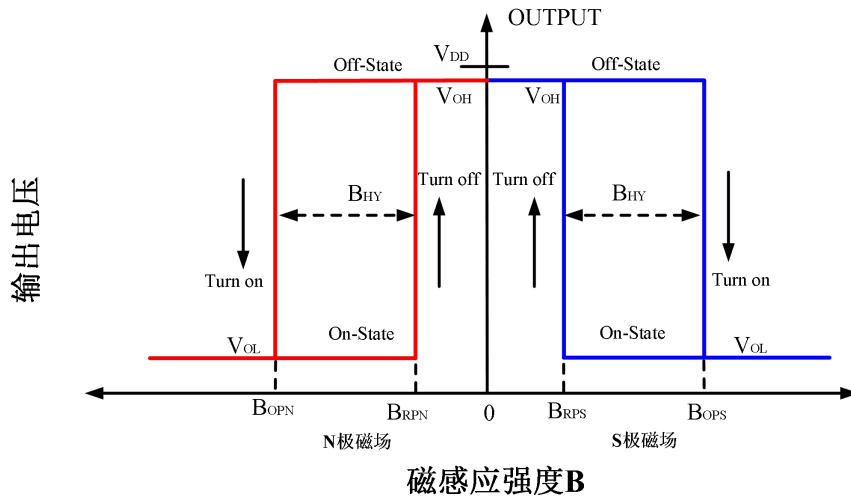 OUTPUT
VDD
Off-State
Off-State
VOH
VOH
Turn off
Turn off
BHY
BHY
输出电压
Turn on
Turn on
On-State
On-State
VOL
VOL
BOPN
BRPN
0
BRPS
BOPS
N极磁场
S极磁场
磁感应强度B